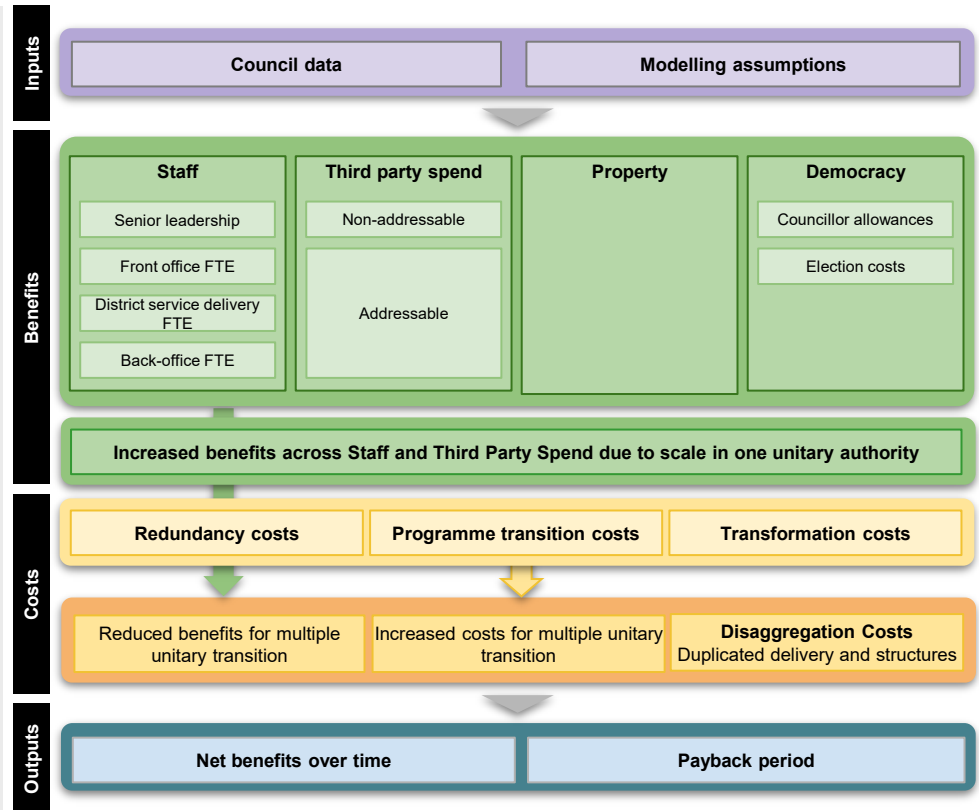 Inputs
Council data
Modelling assumptions
Benefits
Staff
Third party spend
Property
Democracy
Senior leadership
Front office FTE
District service delivery
FTE
Back-office FTE
Non-addressable
Addressable
Councillor allowances
Election costs
Increased benefits across Staff and Third Party Spend due to scale in one unitary authority
Costs
Redundancy costs
Programme transition costs
Transformation costs
Reduced benefits for multiple
unitary transition
Increased costs for multiple unitary
transition
Disaggregation Costs
Duplicated delivery and structures
Outputs
Net benefits over time
Payback period